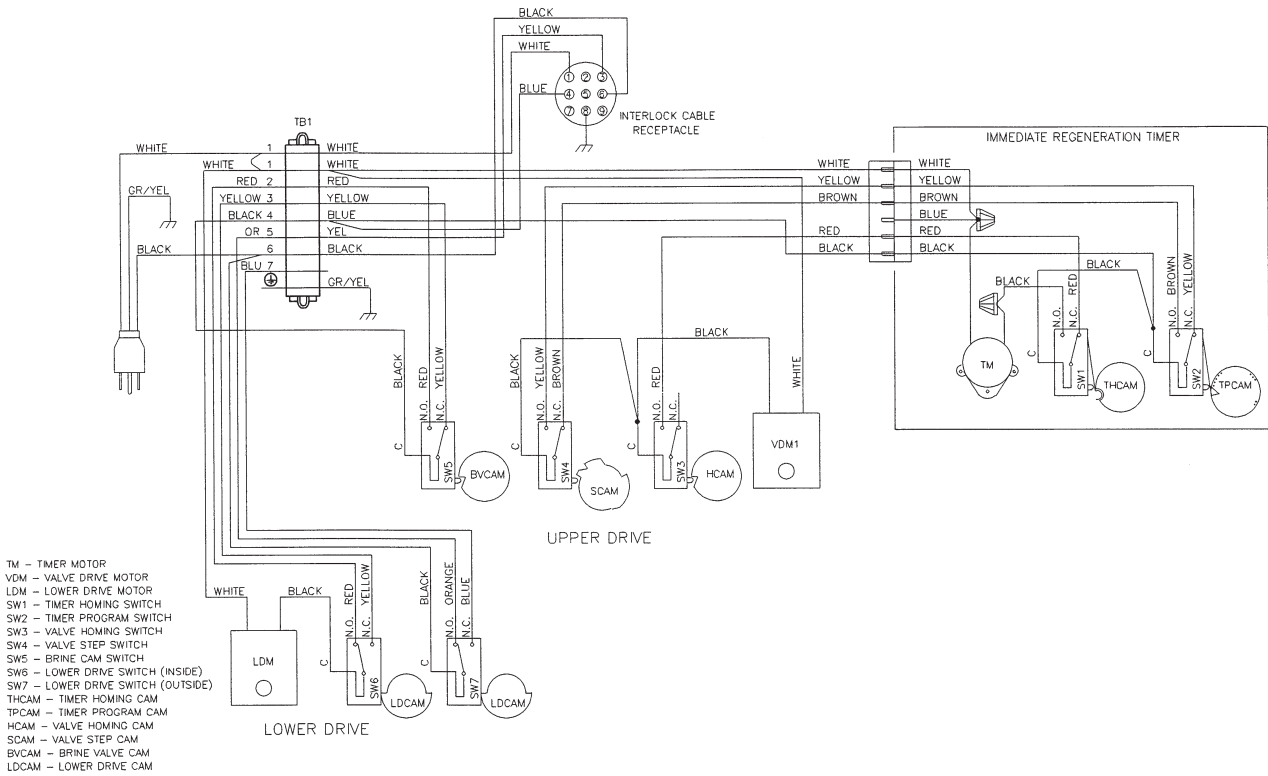 BLACK
YELLOW
WHITE
BLUE
1 2 3
4 5 6
7 8 9
INTERLOCK CABLE
RECEPTACLE
TB1
WHITE 1 WHITE
WHITE 1 WHITE
RED 2 RED
YELLOW 3 YELLOW
BLACK 4 BLUE
OR 5 YEL
BLACK 6 BLACK
BLU 7
GR/YEL
GR/YEL
IMMEDIATE REGENERATION TIMER
WHITE WHITE
YELLOW YELLOW
BROWN BROWN
BLUE
RED RED
BLACK BLACK
BLACK
BLACK
RED
BROWN
YELLOW
N.O.
N.C.
N.O.
N.C.
C
C
TM
SW1
THCAM
SW2
TPCAM
BLACK
RED
YELLOW
N.O.
N.C.
C
SW5
BVCAM
BLACK
YELLOW
BROWN
N.O.
N.C.
C
SW4
SCAM
BLACK
RED
N.O.
N.C.
C
SW3
HCAM
WHITE
VDM1
UPPER DRIVE
WHITE
BLACK
RED
YELLOW
N.O.
N.C.
C
LDM
SW6
LDCAM
BLACK
ORANGE
BLUE
N.O.
N.C.
C
SW7
LDCAM
LOWER DRIVE
TM – TIMER MOTOR
VDM – VALVE DRIVE MOTOR
LDM – LOWER DRIVE MOTOR
SW1 – TIMER HOMING SWITCH
SW2 – TIMER PROGRAM SWITCH
SW3 – VALVE HOMING SWITCH
SW4 – VALVE STEP SWITCH
SW5 – BRINE CAM SWITCH
SW6 – LOWER DRIVE SWITCH (INSIDE)
SW7 – LOWER DRIVE SWITCH (OUTSIDE)
THCAM – TIMER HOMING CAM
TPCAM – TIMER PROGRAM CAM
HCAM – VALVE HOMING CAM
SCAM – VALVE STEP CAM
BVCAM – BRINE VALVE CAM
LDCAM – LOWER DRIVE CAM